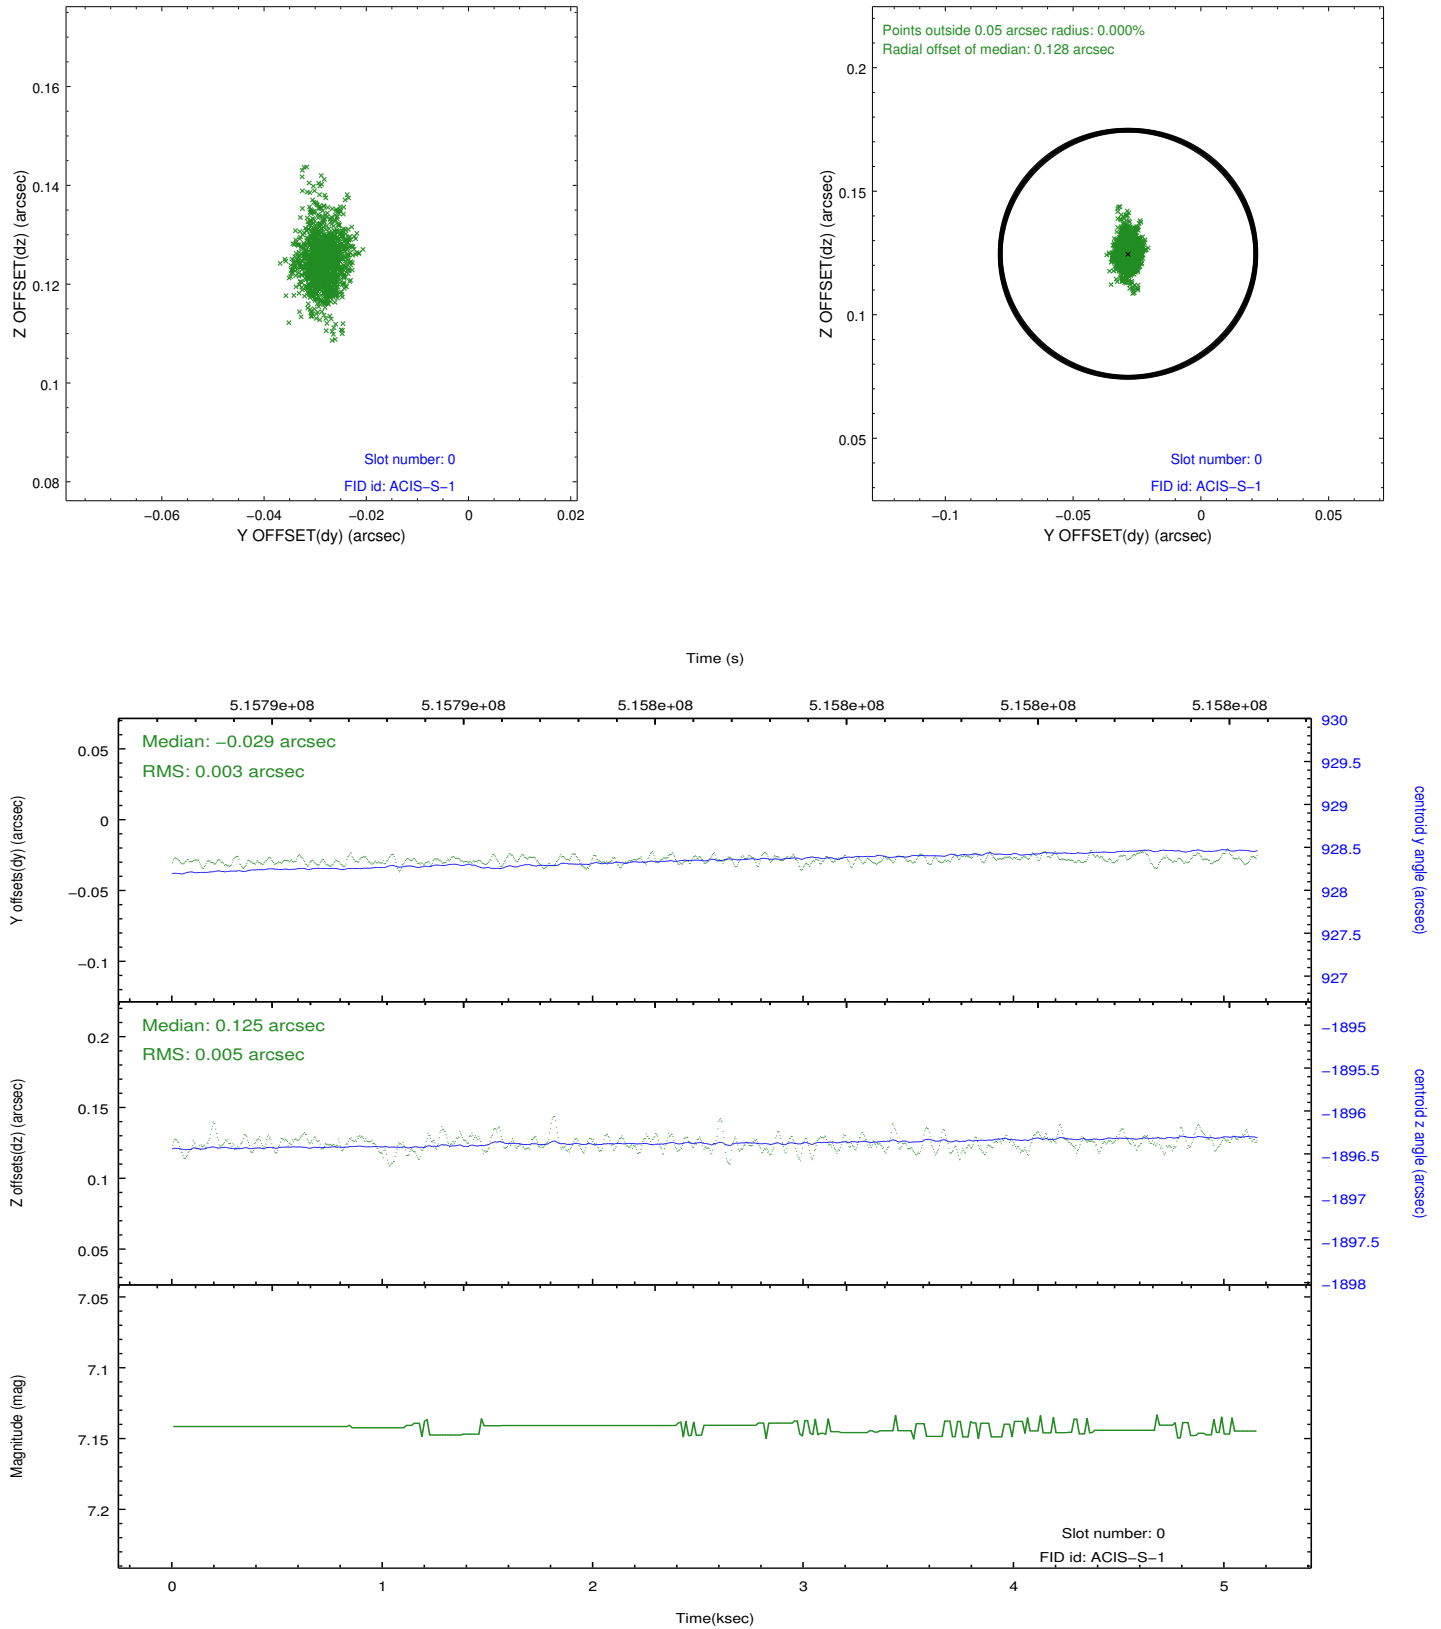 0.16
0.14
0.12
0.1
0.08
Z OFFSET(dz) (arcsec)
Slot number: 0
FID id: ACIS−S−1
−0.06 −0.04 −0.02 0 0.02
Y OFFSET(dy) (arcsec)
Points outside 0.05 arcsec radius: 0.000%
Radial offset of median: 0.128 arcsec
0.2
0.15
0.1
0.05
Z OFFSET(dz) (arcsec)
Slot number: 0
FID id: ACIS−S−1
−0.1 −0.05 0 0.05
Y OFFSET(dy) (arcsec)
Time (s)
5.1579e+08 5.1579e+08 5.158e+08 5.158e+08 5.158e+08 5.158e+08
Median: −0.029 arcsec
RMS: 0.003 arcsec
0.05
0
−0.05
−0.1
Y offsets(dy) (arcsec)
930
929.5
929
928.5
928
927.5
927
centroid y angle (arcsec)
Median: 0.125 arcsec
RMS: 0.005 arcsec
0.2
0.15
0.1
0.05
Z offsets(dz) (arcsec)
−1895
−1895.5
−1896
−1896.5
−1897
−1897.5
−1898
centroid z angle (arcsec)
7.05
7.1
7.15
7.2
Magnitude (mag)
Slot number: 0
FID id: ACIS−S−1
0 1 2 3 4 5
Time(ksec)